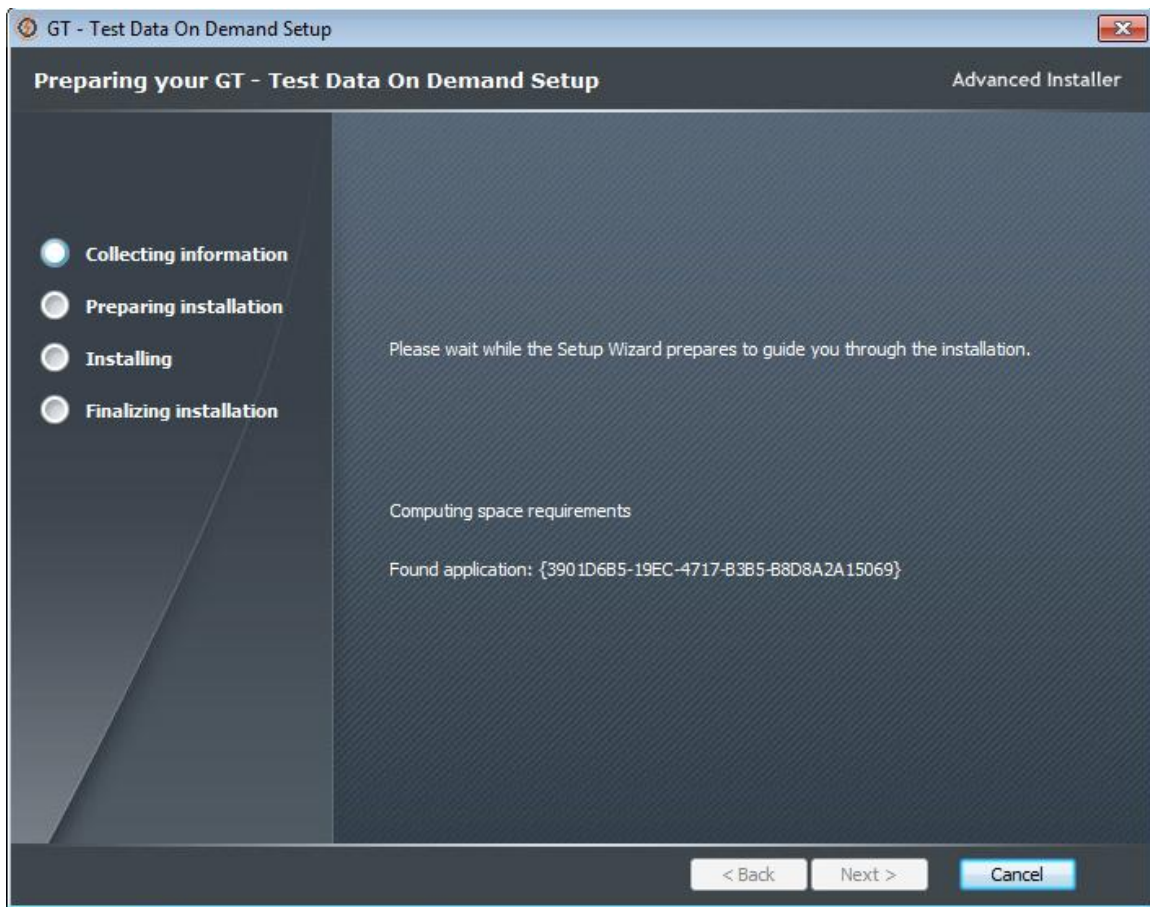 GT - Test Data On Demand Setup
Preparing your GT - Test Data On Demand Setup
Advanced Installer
Collecting information
Preparing installation
Installing
Finalizing installation
Please wait while the Setup Wizard prepares to guide you through the installation.
Computing space requirements
Found application: {3901D6B5-19EC-4717-B3B5-B8D8A2A15069}
< Back
Next >
Cancel